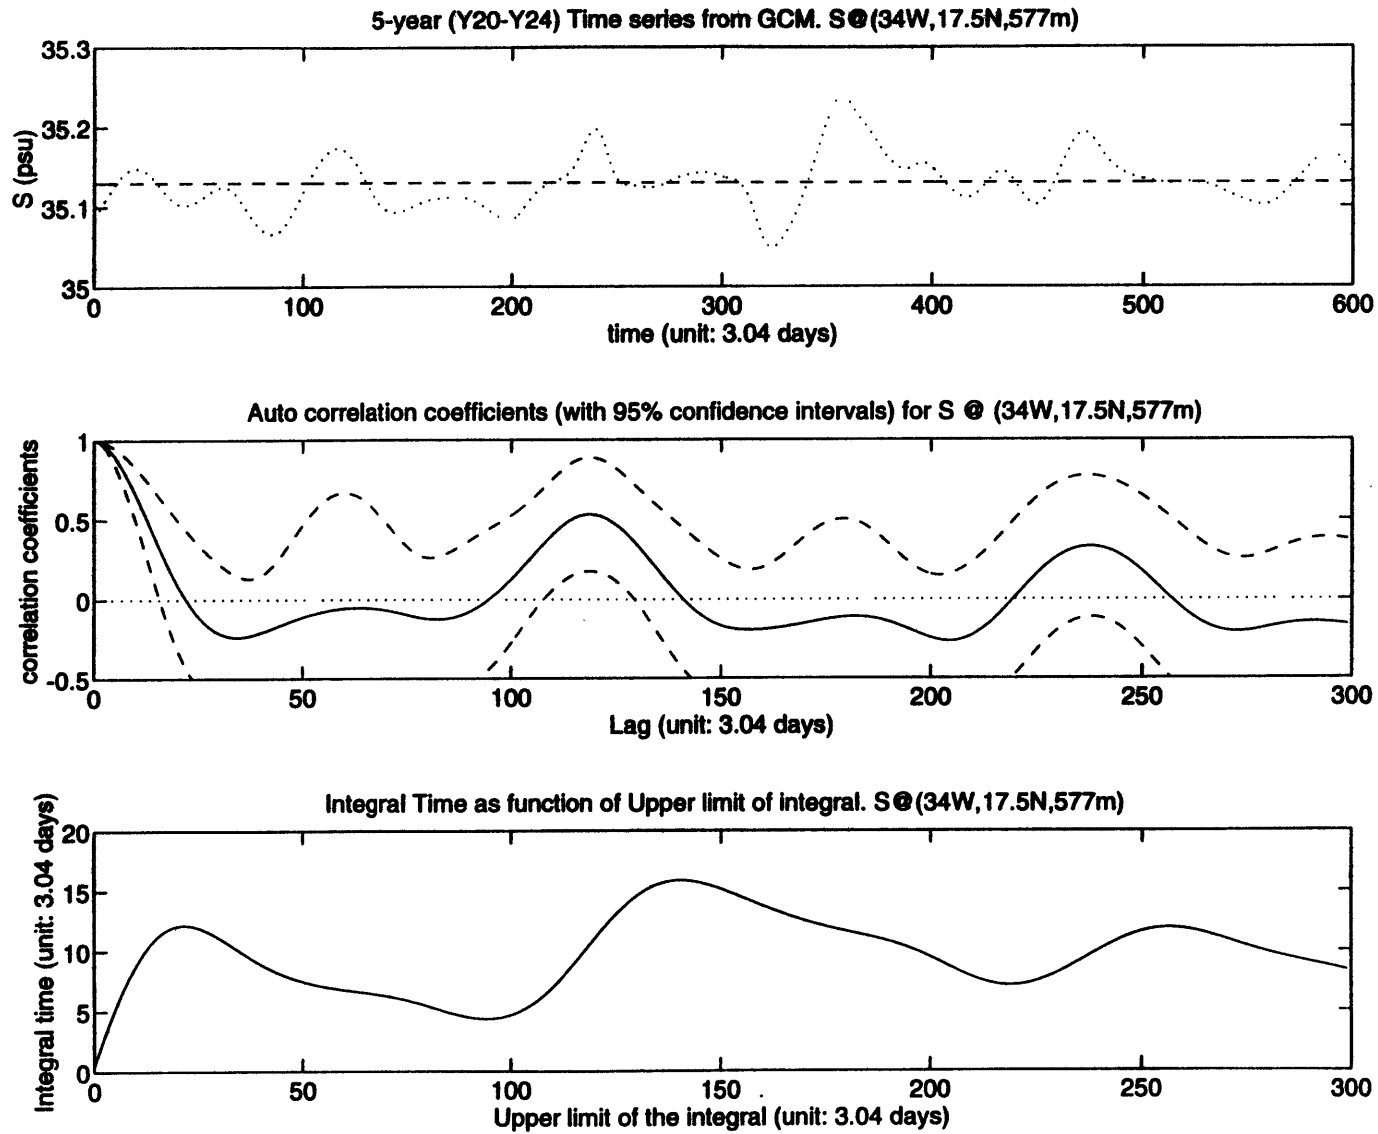 5-year (Y20-Y24) Time series from GCM. S@(34W,17.5N,577m)
35.3
35.2
35.1
35
S (psu)
0 100 200 300 400 500 600
time (unit: 3.04 days)
Auto correlation coefficients (with 95% confidence intervals) for S @ (34W,17.5N,577m)
1
0.5
0
-0.5
correlation coefficients
0 50 100 150 200 250 300
Lag (unit: 3.04 days)
Integral Time as function of Upper limit of integral. S@(34W,17.5N,577m)
20
15
10
5
0
Integral time (unit: 3.04 days)
0 50 100 150 200 250 300
Upper limit of the integral (unit: 3.04 days)